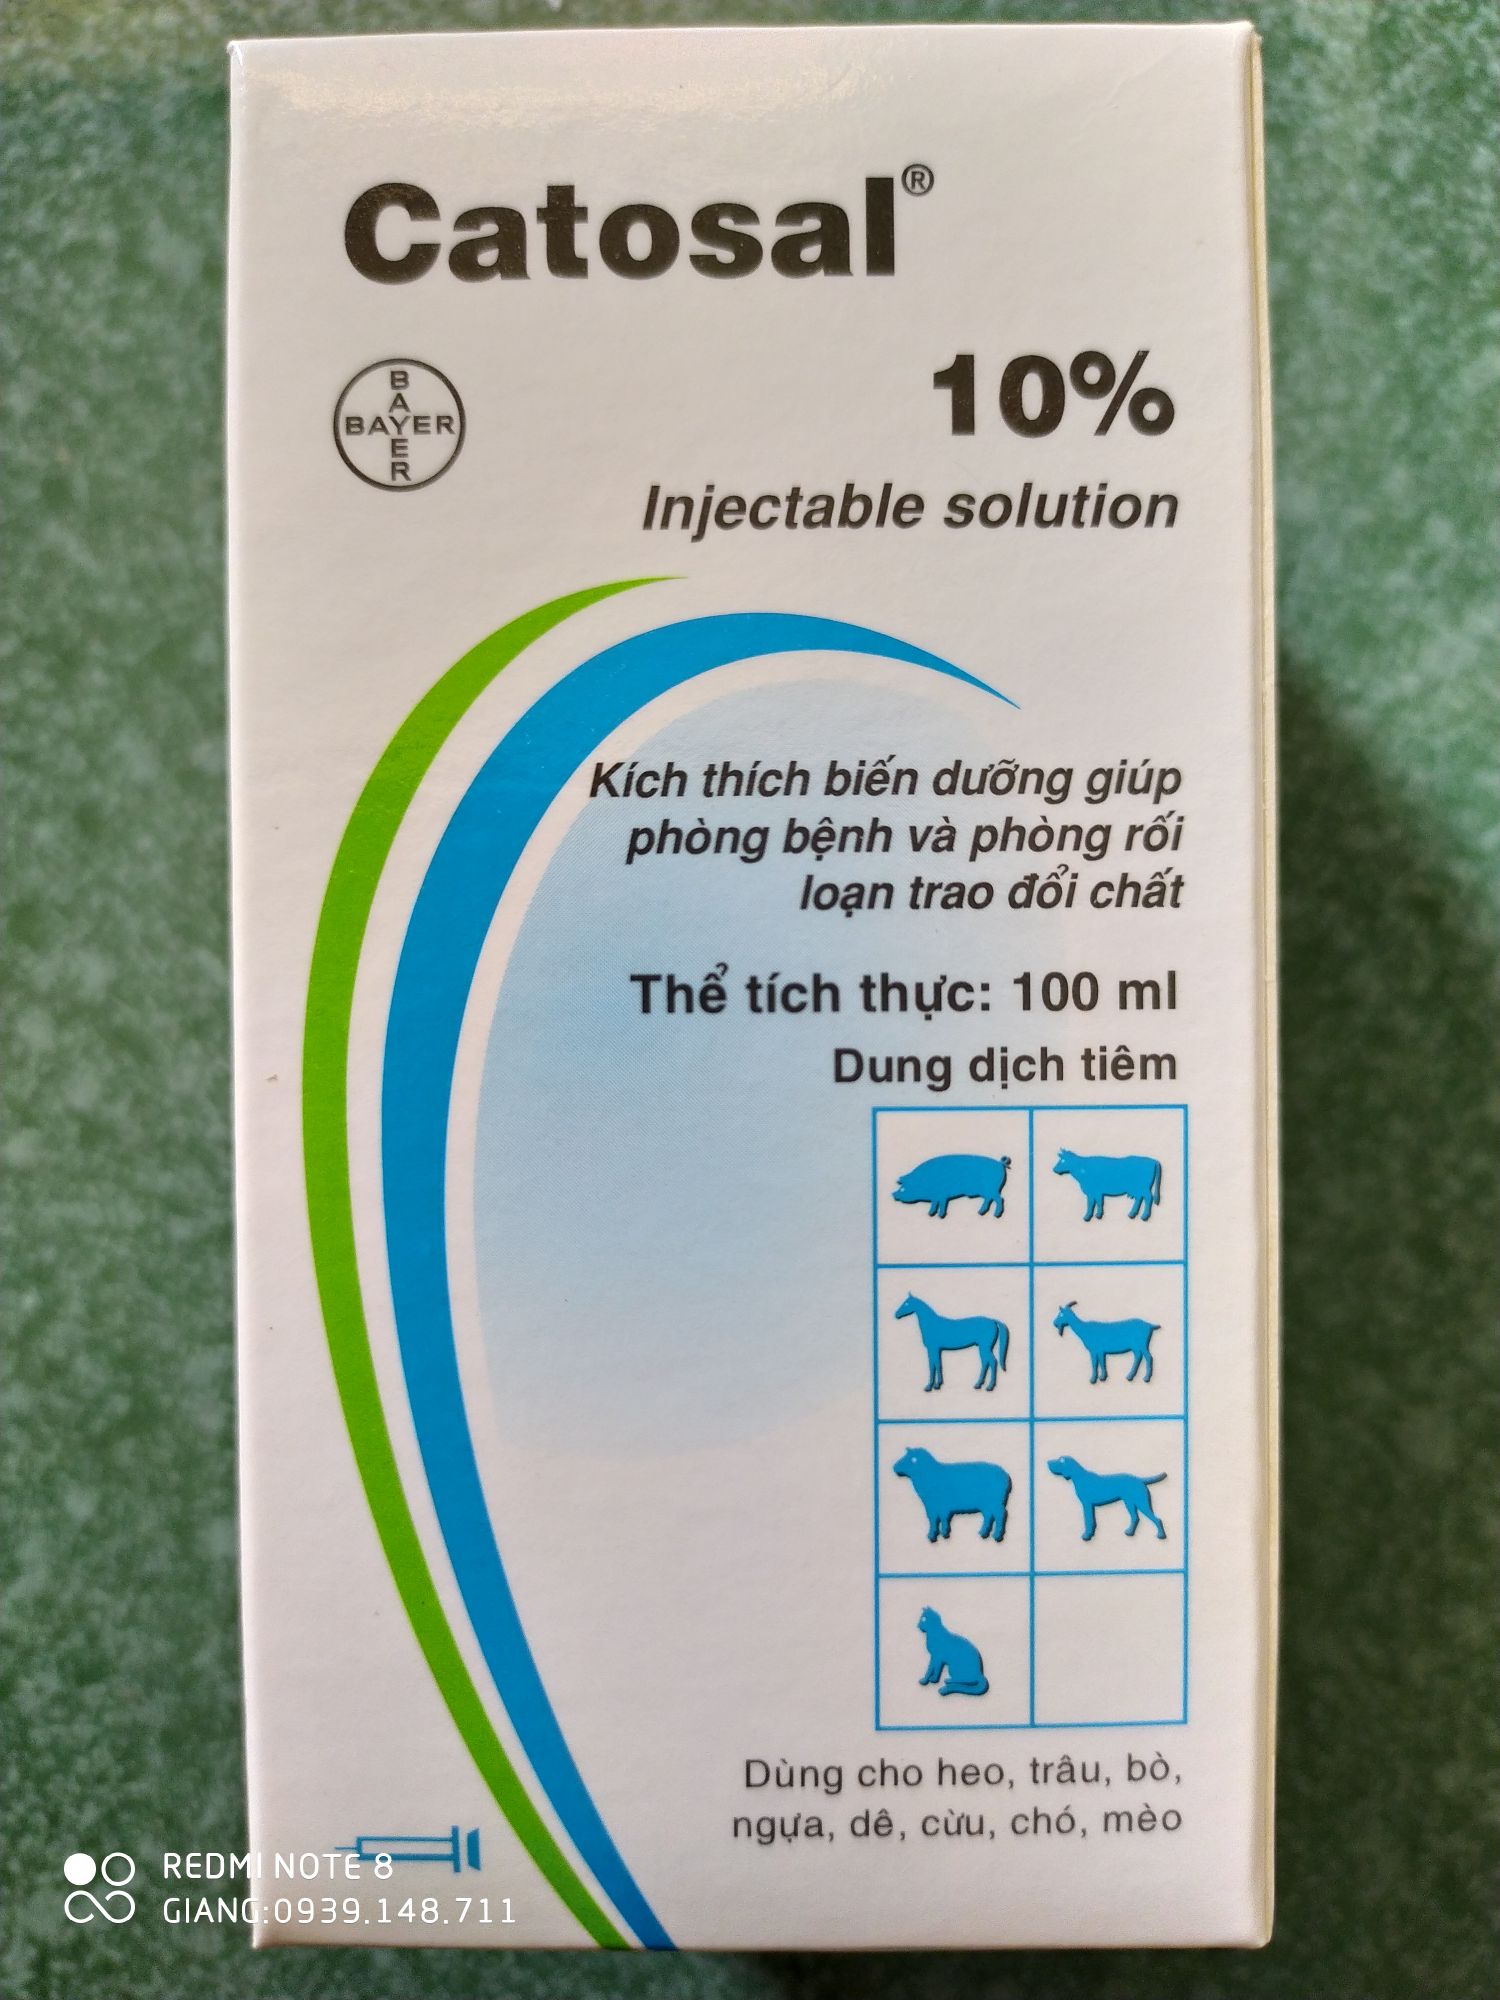 Catosal®
10%
BAYER
BAYER
Injectable solution
Kích thích biến dưỡng giúp
phòng bệnh và phòng rối
loạn trao đổi chất
Thể tích thực: 100 ml
Dung dịch tiêm
Dùng cho heo, trâu, bò,
ngựa, dê, cừu, chó, mèo
REDMI NOTE 8
GIANG:0939.148.711